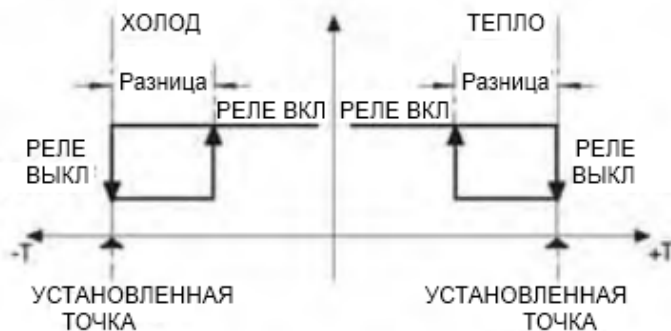 ХОЛОД
ТЕПЛО
Разница
Разница
РЕЛЕ ВКЛ
РЕЛЕ ВКЛ
РЕЛЕ
ВЫКЛ
РЕЛЕ
ВЫКЛ
-T
+T
УСТАНОВЛЕННАЯ
ТОЧКА
УСТАНОВЛЕННАЯ
ТОЧКА